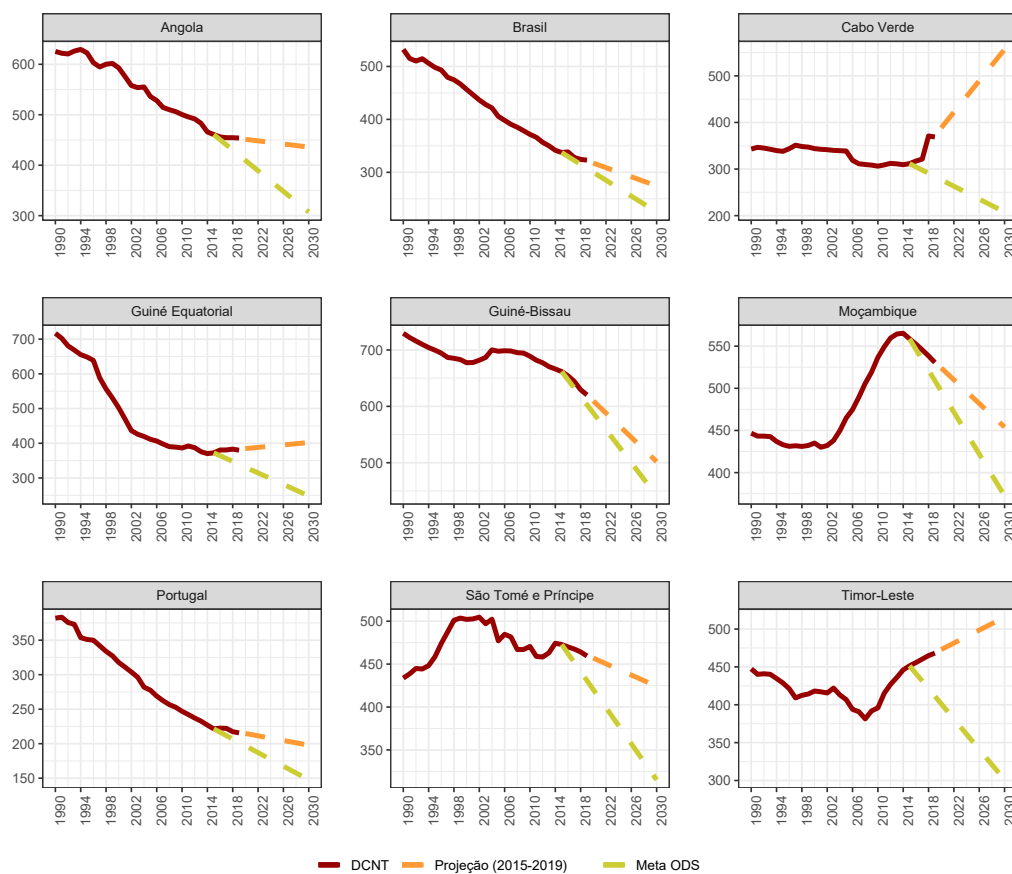 Angola
Brasil
Cabo Verde
600
500
400
300
500
400
300
500
400
300
200
1990 1994 1998 2002 2006 2010 2014 2018 2022 2026 2030
1990 1994 1998 2002 2006 2010 2014 2018 2022 2026 2030
1990 1994 1998 2002 2006 2010 2014 2018 2022 2026 2030
Guiné Equatorial
Guiné-Bissau
Moçambique
700
600
500
400
300
700
600
500
550
500
450
400
1990 1994 1998 2002 2006 2010 2014 2018 2022 2026 2030
1990 1994 1998 2002 2006 2010 2014 2018 2022 2026 2030
1990 1994 1998 2002 2006 2010 2014 2018 2022 2026 2030
Portugal
São Tomé e Príncipe
Timor-Leste
350
300
250
200
150
500
450
400
350
500
450
400
350
300
1990 1994 1998 2002 2006 2010 2014 2018 2022 2026 2030
1990 1994 1998 2002 2006 2010 2014 2018 2022 2026 2030
1990 1994 1998 2002 2006 2010 2014 2018 2022 2026 2030
DCNT Projeção (2015-2019) Meta ODS